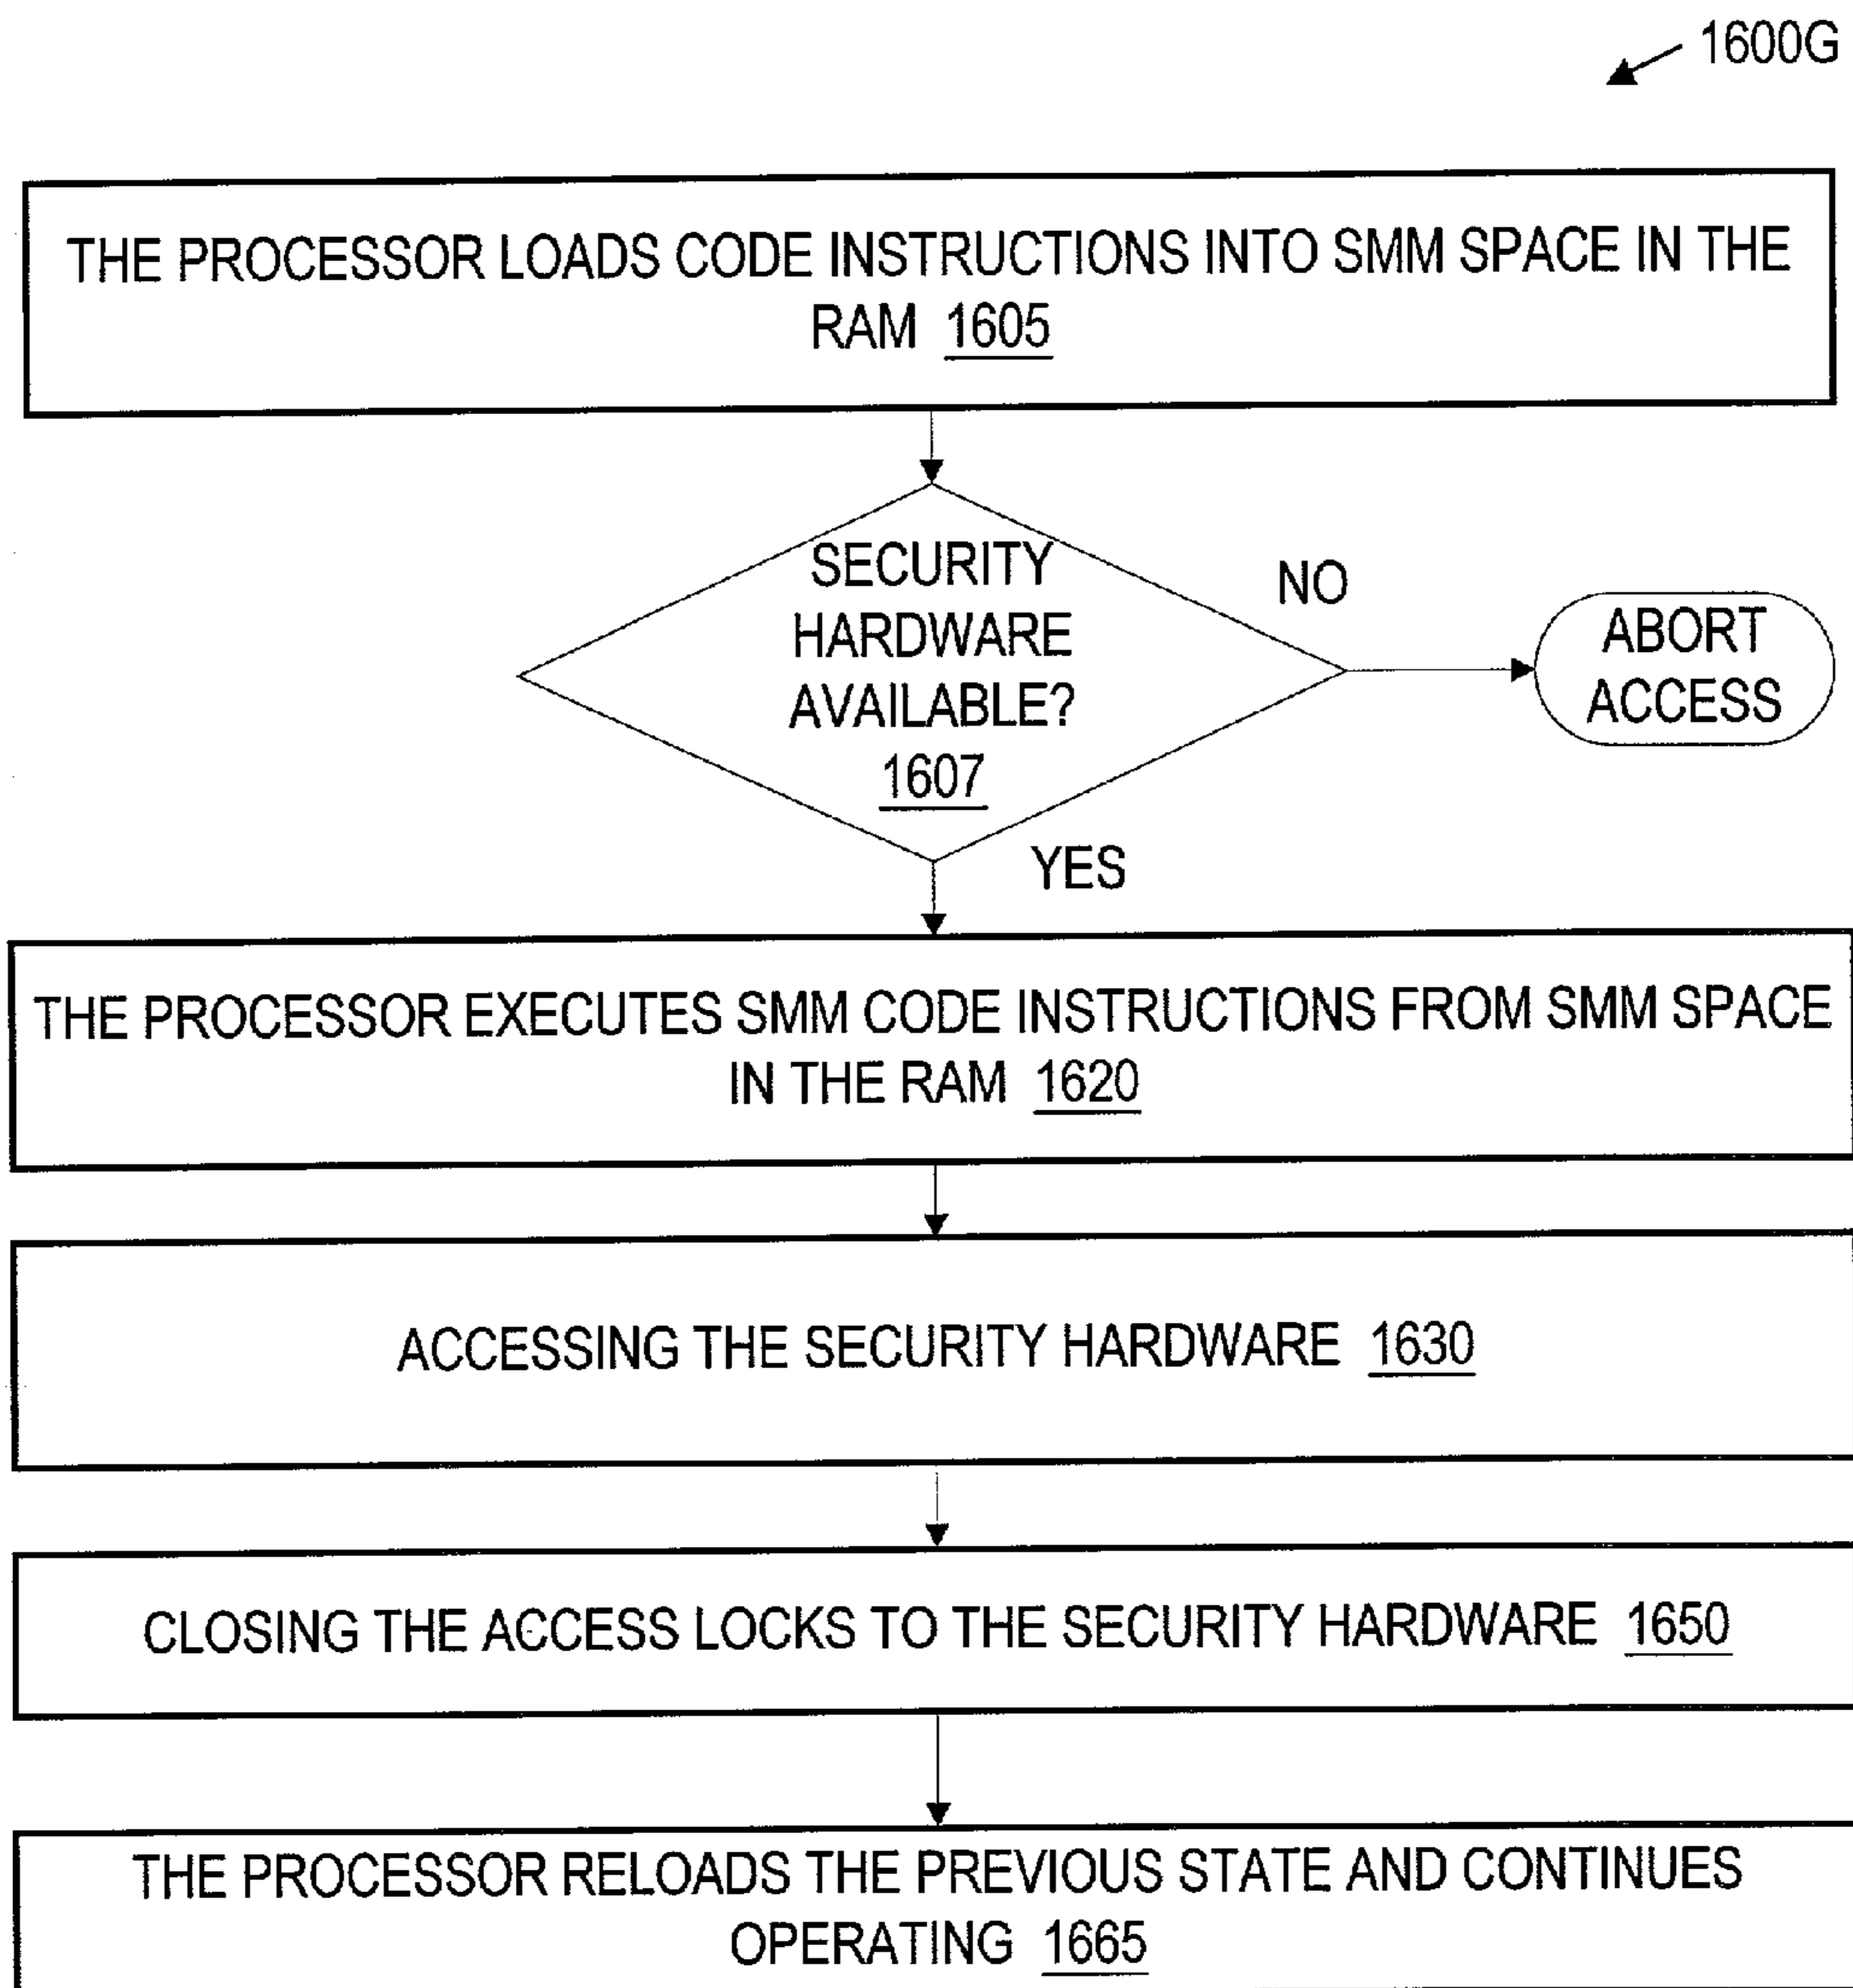 1600G
THE PROCESSOR LOADS CODE INSTRUCTIONS INTO SMM SPACE IN THE
RAM 1605
SECURITY
HARDWARE
AVAILABLE?
1607
NO
ABORT
ACCESS
YES
THE PROCESSOR EXECUTES SMM CODE INSTRUCTIONS FROM SMM SPACE
IN THE RAM 1620
ACCESSING THE SECURITY HARDWARE 1630
CLOSING THE ACCESS LOCKS TO THE SECURITY HARDWARE 1650
THE PROCESSOR RELOADS THE PREVIOUS STATE AND CONTINUES
OPERATING 1665